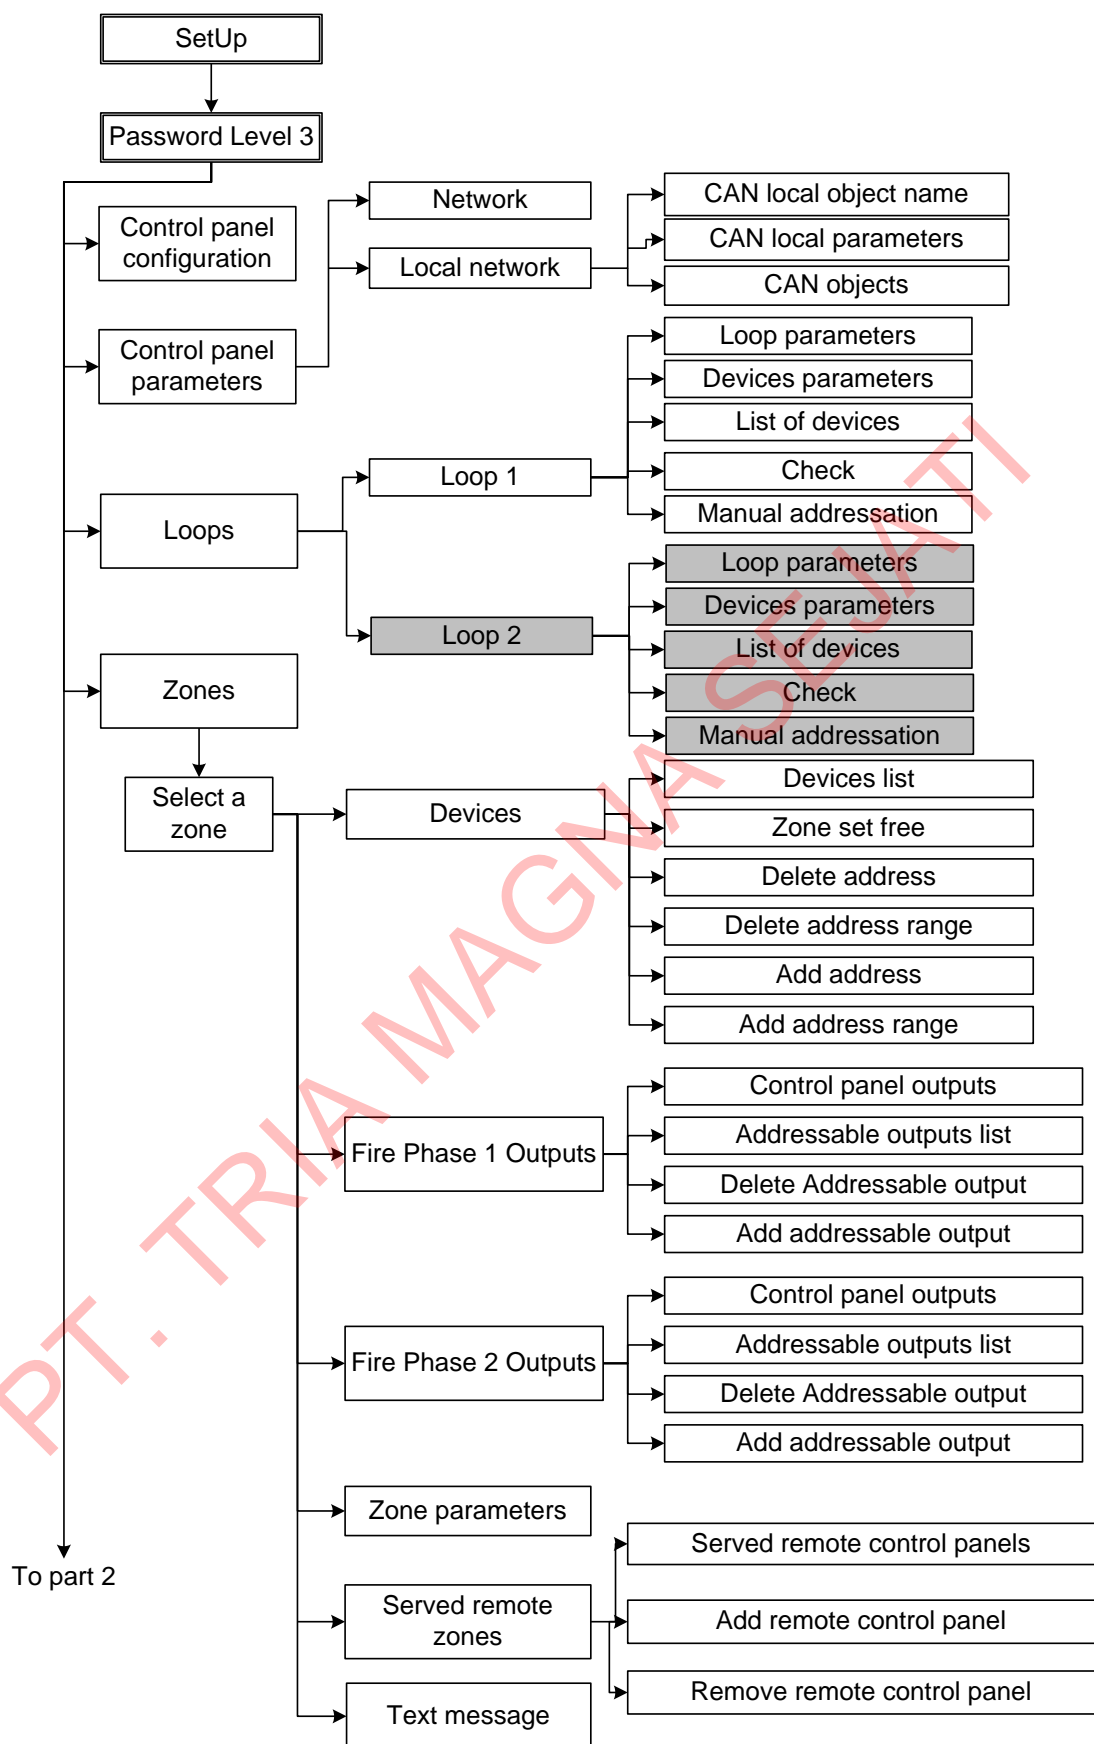 SetUp
Password Level 3
Control panel
configuration
Control panel
parameters
Network
Local network
CAN local object name
CAN local parameters
CAN objects
Loops
Loop 1
Loop parameters
Devices parameters
List of devices
Check
Manual addressation
Loop 2
Loop parameters
Devices parameters
List of devices
Check
Manual addressation
Zones
Select a
zone
Devices
Devices list
Zone set free
Delete address
Delete address range
Add address
Add address range
Fire Phase 1 Outputs
Control panel outputs
Addressable outputs list
Delete Addressable output
Add addressable output
Fire Phase 2 Outputs
Control panel outputs
Addressable outputs list
Delete Addressable output
Add addressable output
Zone parameters
Served remote
zones
Served remote control panels
Add remote control panel
Remove remote control panel
Text message
To part 2
PT. TRIA MAGNA SEJATI